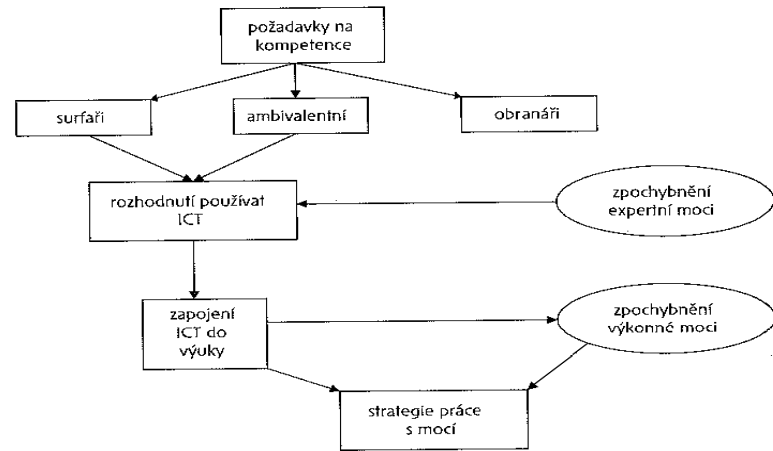 požadavky na
kompetence
surfaři
ambivalentní
obranáři
rozhodnutí používat
ICT
zpochybnění
expertní moci
zapojení
ICT do
výuky
zpochybnění
výkonné moci
strategie práce
s mocí